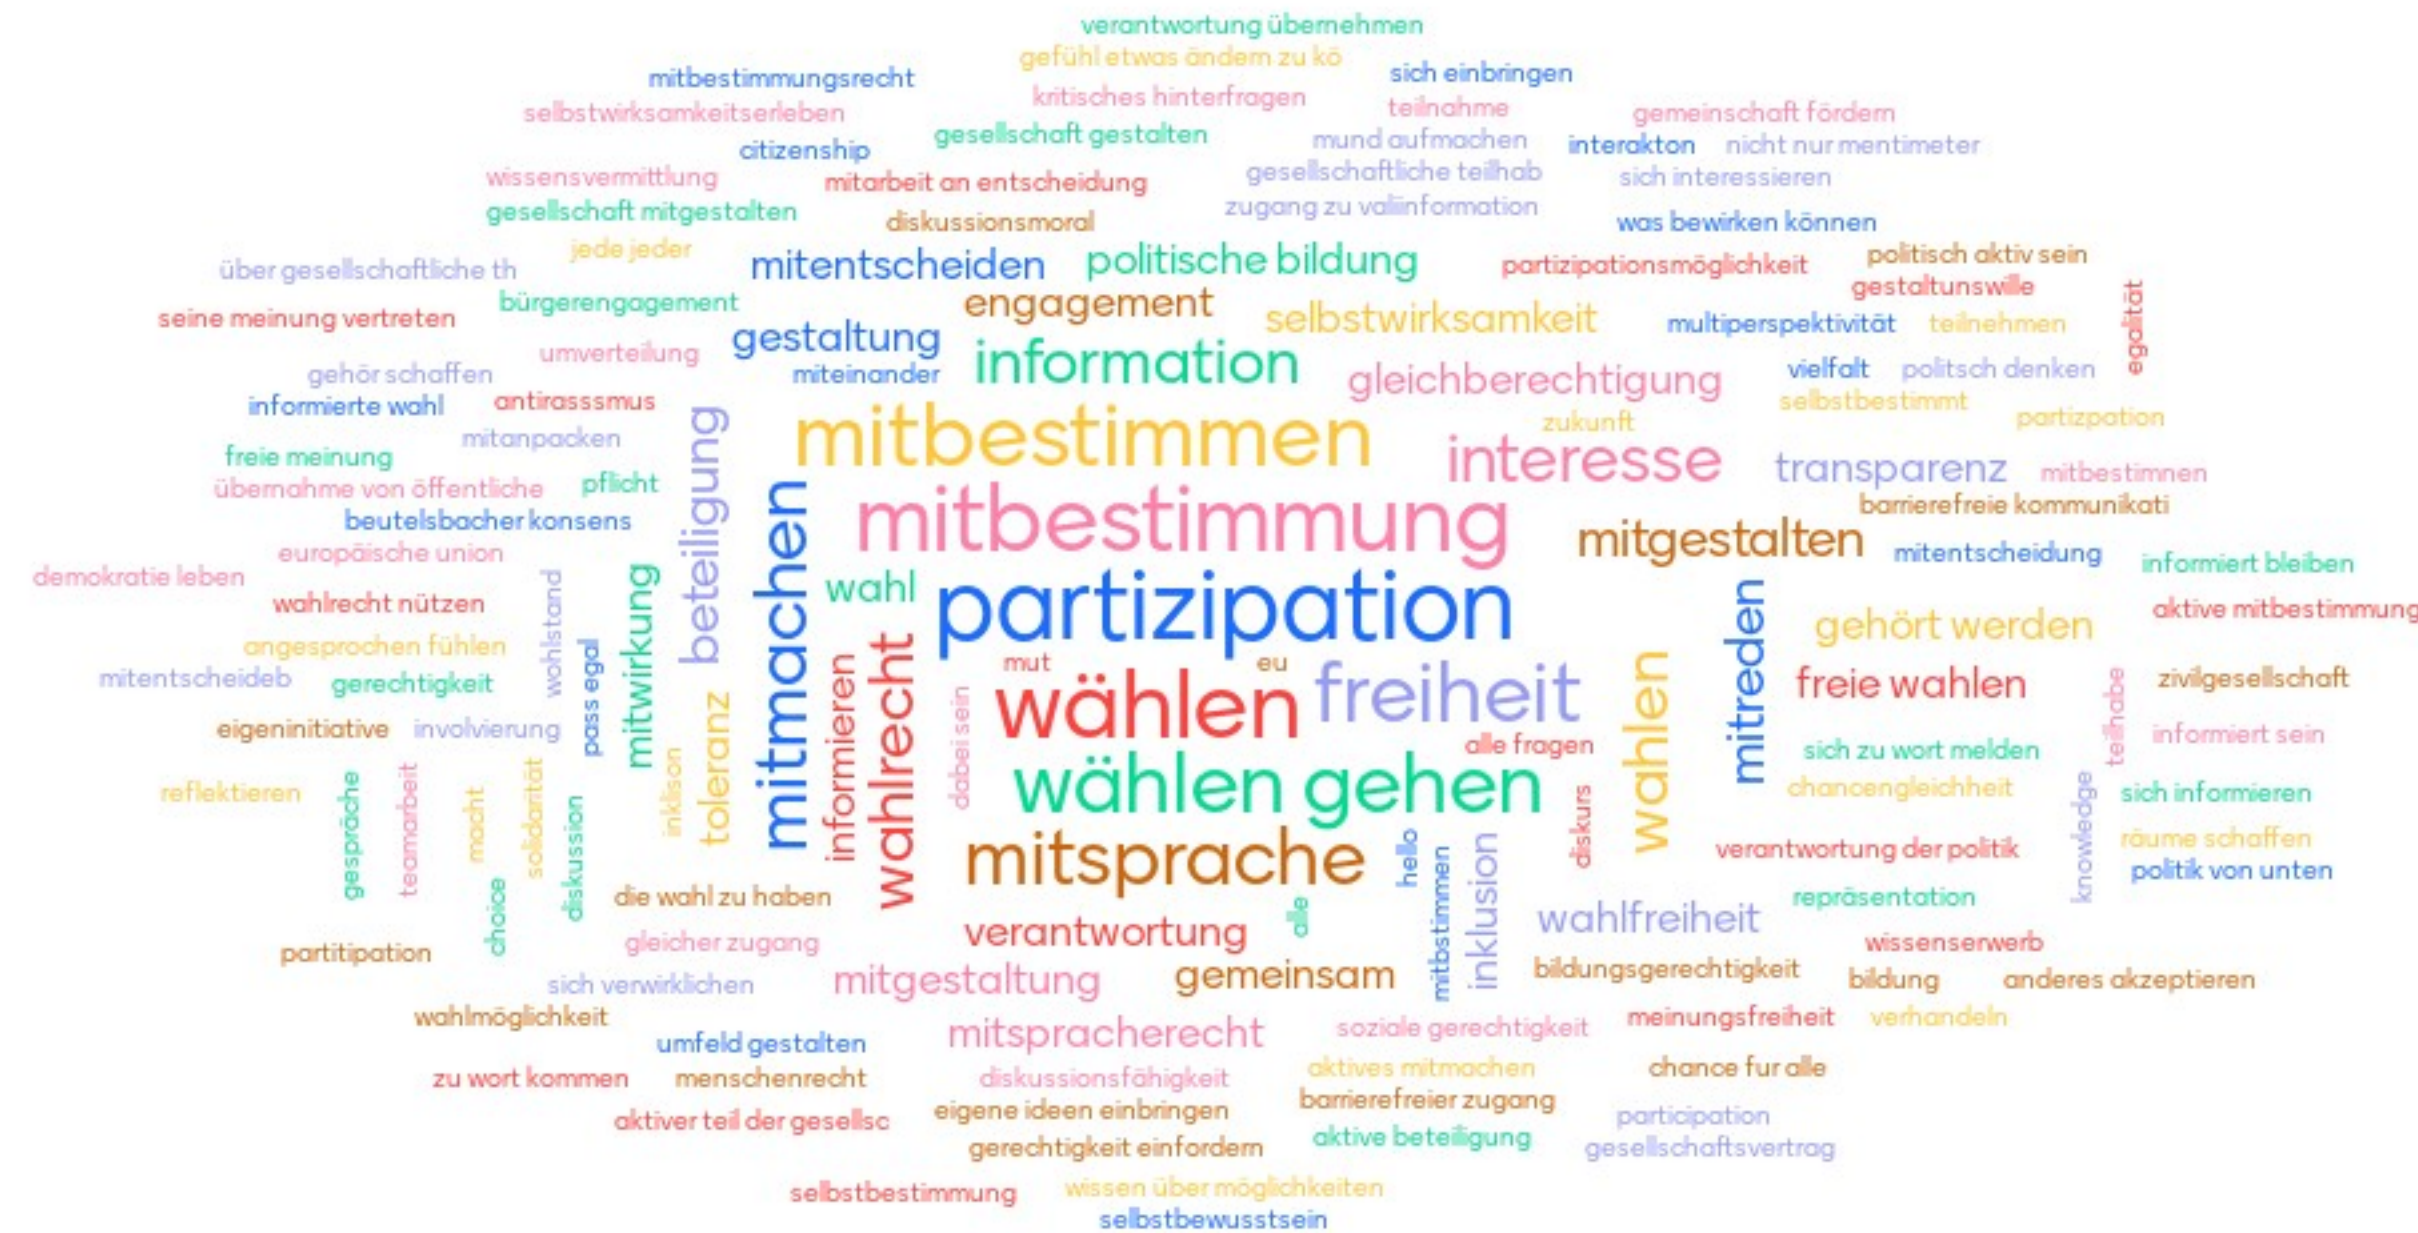 verantwortung übernehmen
gefühl etwas ändern zu kö
mitbestimmungsrecht
sich einbringen
selbstwirksamkeitserleben
kritisches hinterfragen
teilnahme
gemeinschaft fördern
citizenship
gesellschaft gestalten
mund aufmachen
interakton
nicht nur mentimeter
wissensvermittlung
mitarbeit an entscheidung
gesellschaftliche teilhab
sich interessieren
gesellschaft mitgestalten
diskussionsmoral
zugang zu valiinformation
was bewirken können
jede jeder
über gesellschaftliche th
mitentscheiden
politische bildung
partizipationsmöglichkeit
politisch aktiv sein
gestaltunswille
egalität
seine meinung vertreten
bürgerengagement
engagement
selbstwirksamkeit
multiperspektivität
teilnehmen
umverteilung
gestaltung
information
gehör schaffen
miteinander
gleichberechtigung
vielfalt
politsch denken
informierte wahl
antirasssmus
selbstbestimmt
partizpation
mitanpacken
beteiligung
mitbestimmen
zukunft
freie meinung
interesse
transparenz
mitbestimnen
übernahme von öffentliche
pflicht
barrierefreie kommunikati
beutelsbacher konsens
mitmachen
mitbestimmung
mitgestalten
mitentscheidung
europäische union
informiert bleiben
demokratie leben
wahlrecht nützen
wohlstand
mitwirkung
wahl
partizipation
mitreden
gehört werden
aktive mitbestimmung
angesprochen fühlen
pass egal
mitentscheideb
gerechtigkeit
toleranz
informieren
wahlrecht
mut
eu
dabei sein
wählen
freiheit
wahlen
freie wahlen
teilhabe
zivilgesellschaft
eigeninitiative
involvierung
inklison
alle fragen
sich zu wort melden
informiert sein
reflektieren
gespräche
teamarbeit
macht
solidarität
diskussion
wählen gehen
diskurs
chancengleichheit
knowledge
sich informieren
choice
die wahl zu haben
mitsprache
hello
mitbstimmen
inklusion
verantwortung der politik
räume schaffen
politik von unten
repräsentation
partitipation
gleicher zugang
verantwortung
alle
wahlfreiheit
wissenserwerb
sich verwirklichen
mitgestaltung
gemeinsam
bildungsgerechtigkeit
bildung
anderes akzeptieren
wahlmöglichkeit
umfeld gestalten
mitspracherecht
soziale gerechtigkeit
meinungsfreiheit
verhandeln
zu wort kommen
menschenrecht
diskussionsfähigkeit
aktives mitmachen
chance fur alle
aktiver teil der gesellsc
eigene ideen einbringen
barrierefreier zugang
participation
gerechtigkeit einfordern
aktive beteiligung
gesellschaftsvertrag
selbstbestimmung
wissen über möglichkeiten
selbstbewusstsein